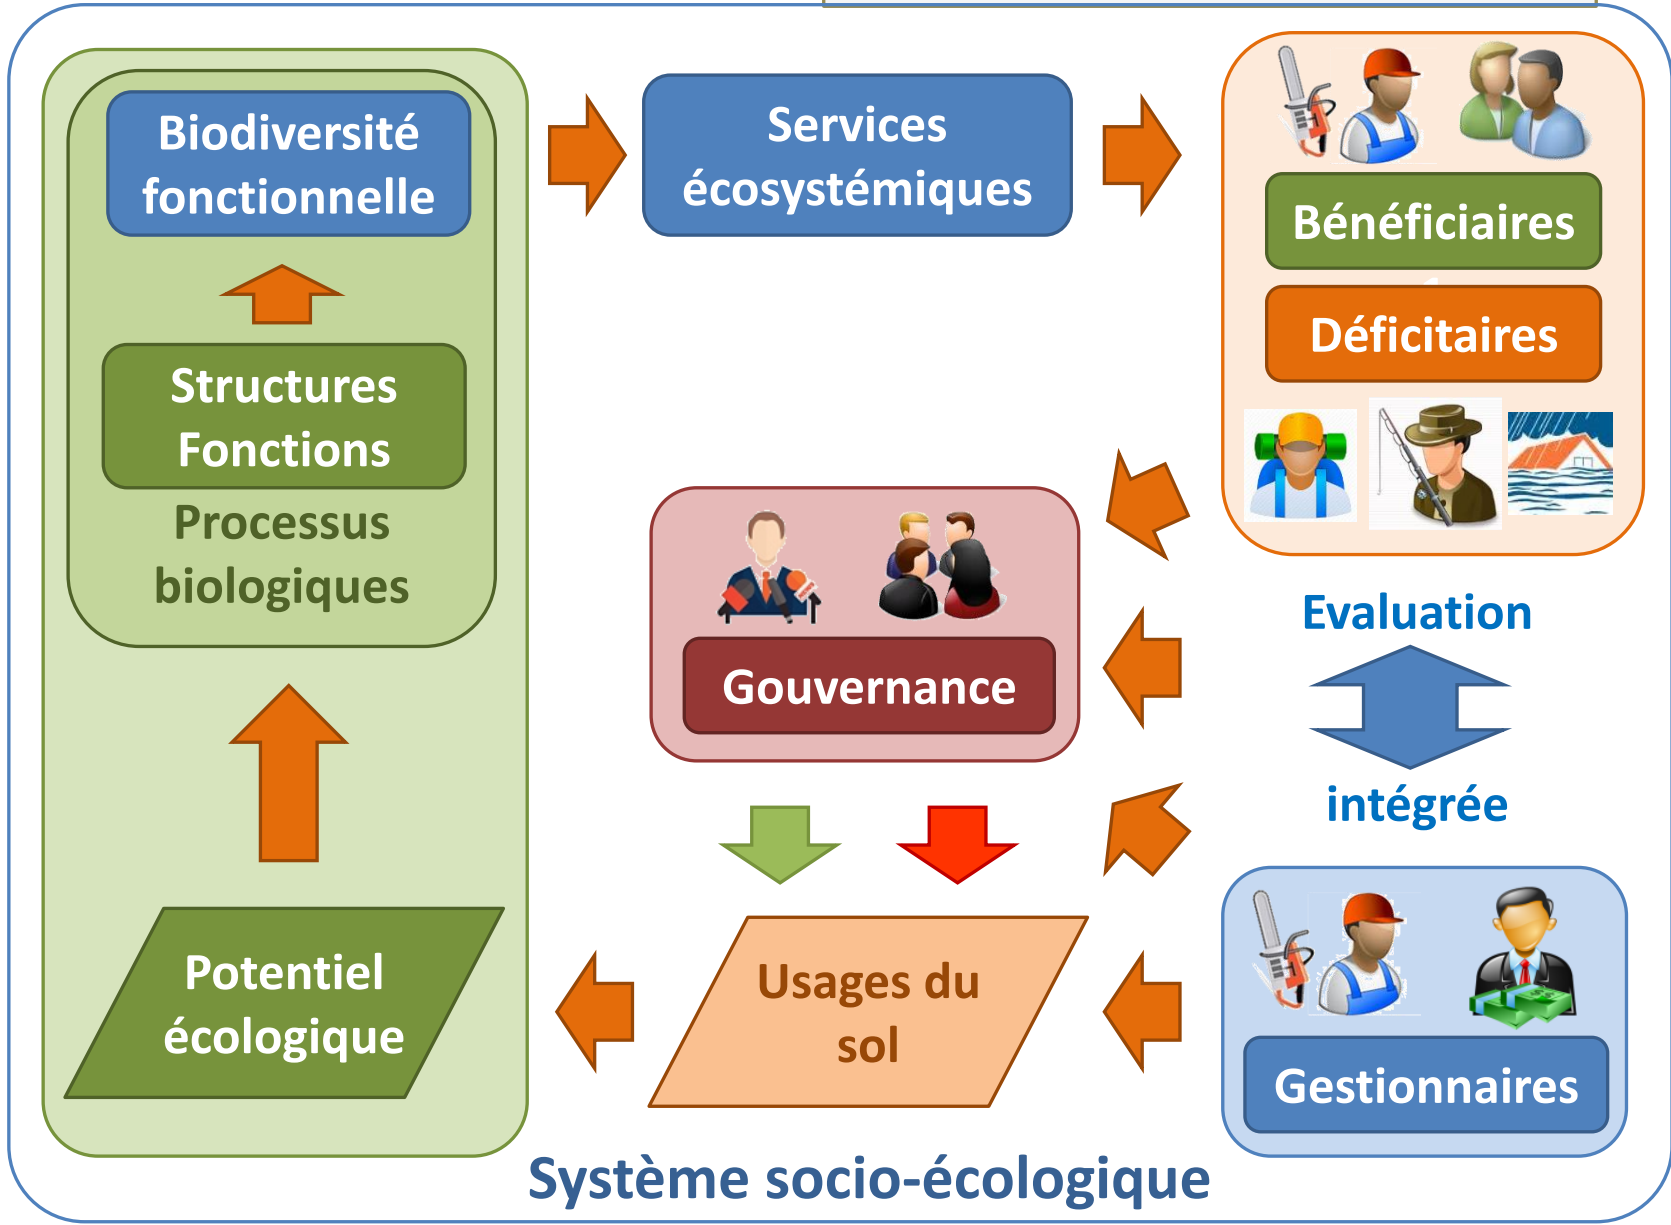 Biodiversité
fonctionnelle
Structures
Fonctions
Processus
biologiques
Potentiel
écologique
Services
écosystémiques
Bénéficiaires
Déficitaires
Gouvernance
Evaluation
intégrée
Usages du
sol
Gestionnaires
Système socio-écologique